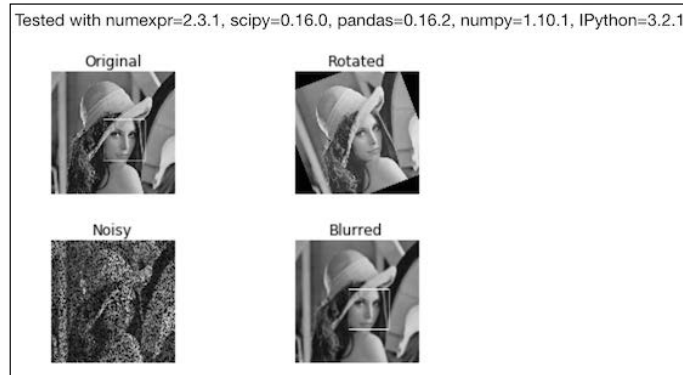 Tested with numexpr=2.3.1, scipy=0.16.0, pandas=0.16.2, numpy=1.10.1, IPython=3.2.1
Original
Rotated
Noisy
Blurred